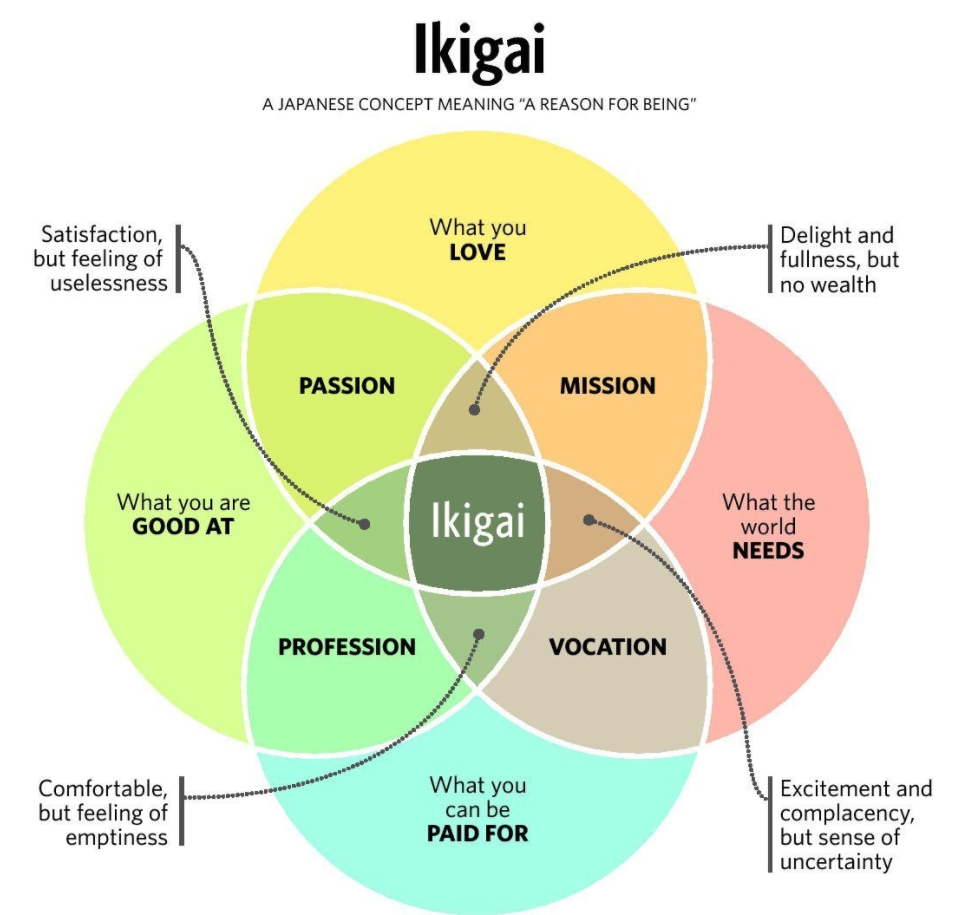 Ikigai
A JAPANESE CONCEPT MEANING “A REASON FOR BEING”
What you
LOVE
Satisfaction,
but feeling of
uselessness
Delight and
fullness, but
no wealth
PASSION
MISSION
What you are
GOOD AT
Ikigai
What the
world
NEEDS
PROFESSION
VOCATION
What you
can be
PAID FOR
Comfortable,
but feeling of
emptiness
Excitement and
complacency,
but sense of
uncertainty